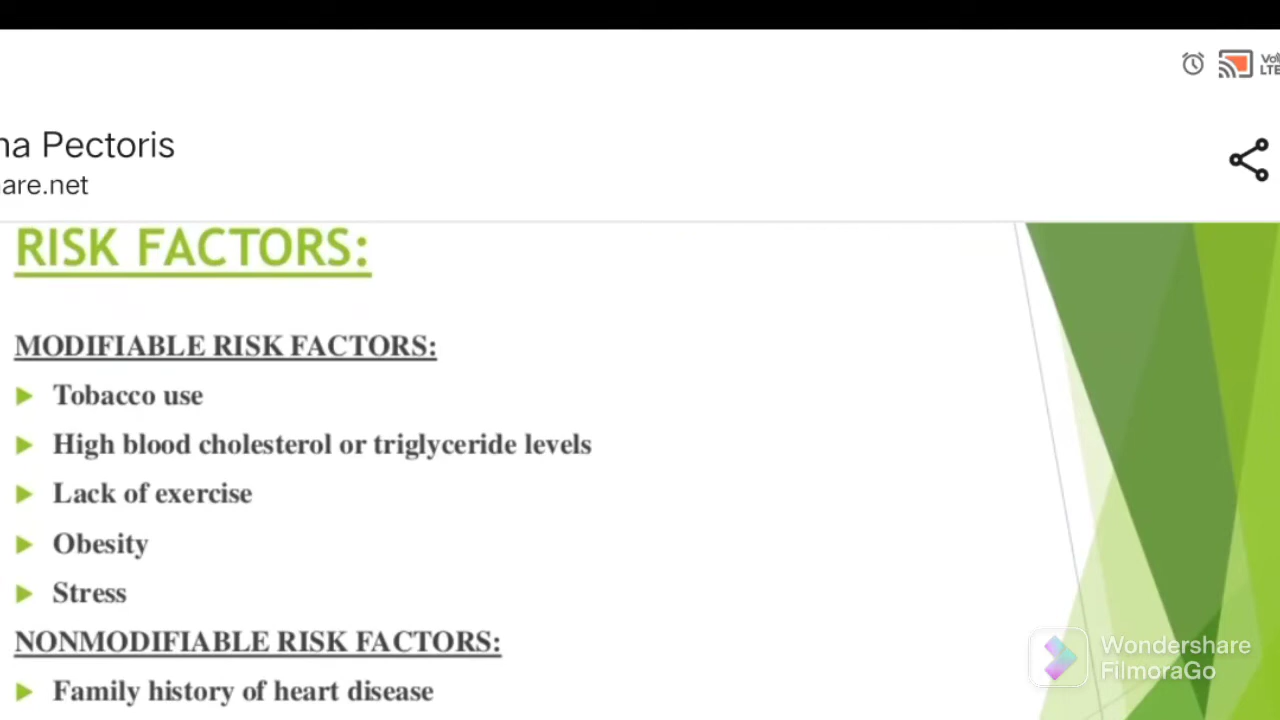 na Pectoris
are.net
RISK FACTORS:
MODIFIABLE RISK FACTORS:
Tobacco use
High blood cholesterol or triglyceride levels
Lack of exercise
Obesity
Stress
NONMODIFIABLE RISK FACTORS:
Family history of heart disease
Wondershare
FilmoraGo